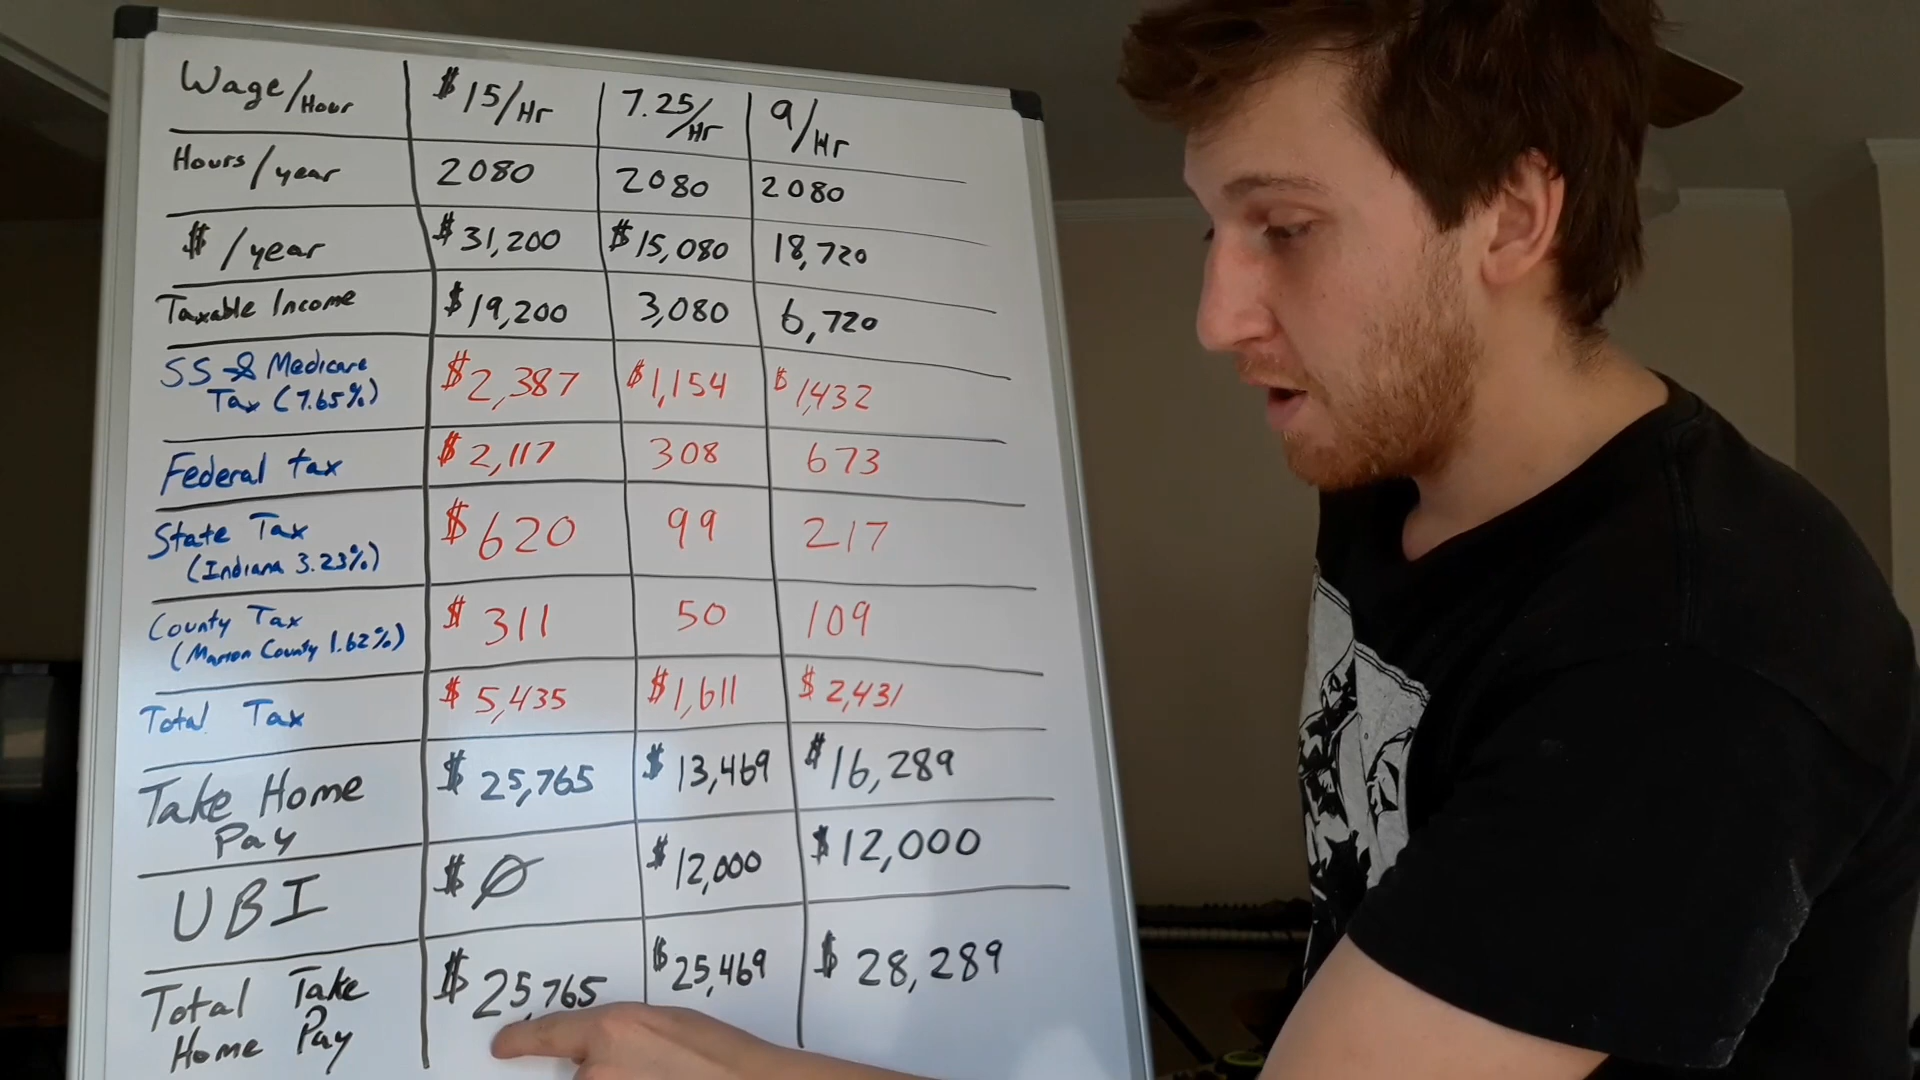 Wage/Hour $15/Hr 7.25/Hr 9/Hr
Hours/year 2080 2080 2080
$/year $31,200 $15,080 18,720
Taxable Income $19,200 3,080 6,720
SS & Medicare
Tax (7.65%) $2,387 $1,154 $1,432
Federal tax $2,117 308 673
State Tax
(Indiana 3.23%) $620 99 217
County Tax
(Marion County 1.62%) $311 50 109
Total Tax $5,435 $1,611 $2,431
Take Home
Pay $25,765 $13,469 $16,289
UBI $0 $12,000 $12,000
Total Take
Home Pay $25,765 $25,469 $28,289